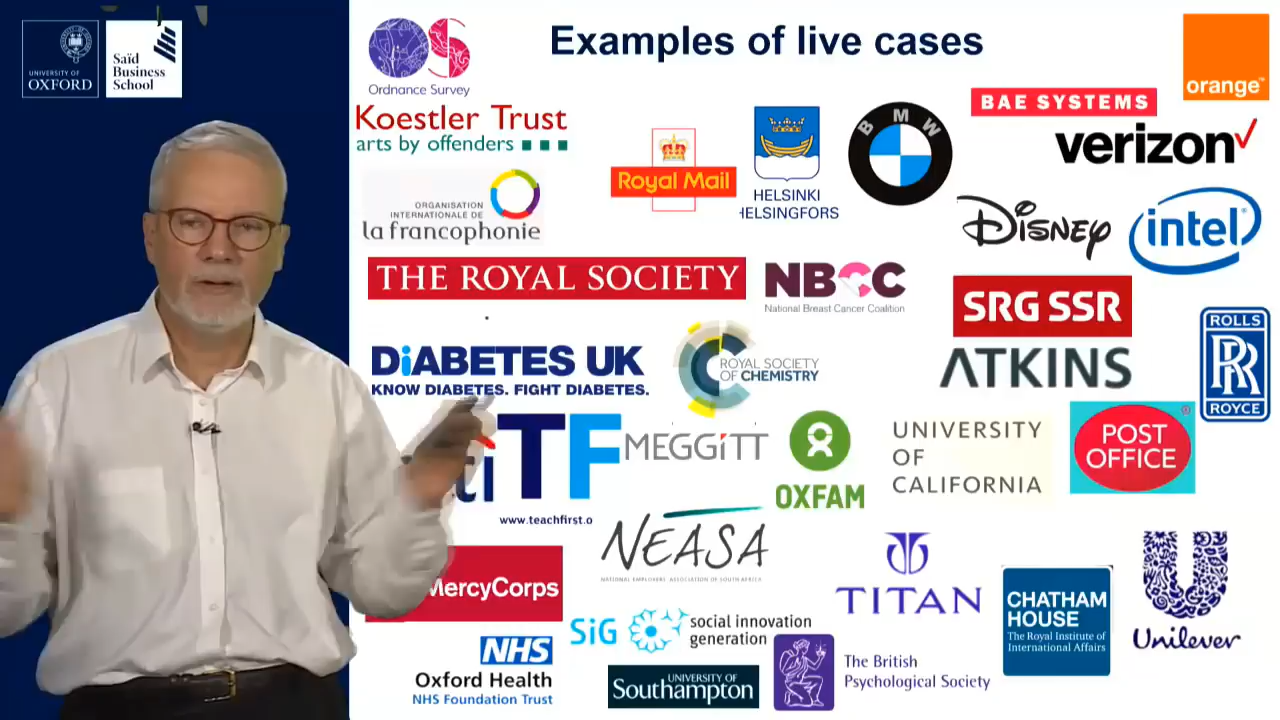 UNIVERSITY OF
OXFORD
Saïd
Business
School
Examples of live cases
Ordnance Survey
orange™
BAE SYSTEMS
Koestler Trust
arts by offenders
Royal Mail
HELSINKI
HELSINGFORS
BMW
verizon
ORGANISATION
INTERNATIONALE DE
la francophonie
DISNEY
intel®
THE ROYAL SOCIETY
NBCC
National Breast Cancer Coalition
SRG SSR
ROLLS
RR
ROYCE
DiABETES UK
KNOW DIABETES. FIGHT DIABETES.
ROYAL SOCIETY
OF CHEMISTRY
ATKINS
TF
www.teachfirst.o
MEGGiTT
OXFAM
UNIVERSITY
OF
CALIFORNIA
POST
OFFICE
®
NEASA
NATIONAL EMPLOYERS' ASSOCIATION OF SOUTH AFRICA
MercyCorps
TITAN
CHATHAM
HOUSE
The Royal Institute of
International Affairs
Unilever
SiG
social innovation
generation
NHS
Oxford Health
NHS Foundation Trust
UNIVERSITY OF
Southampton
The British
Psychological Society